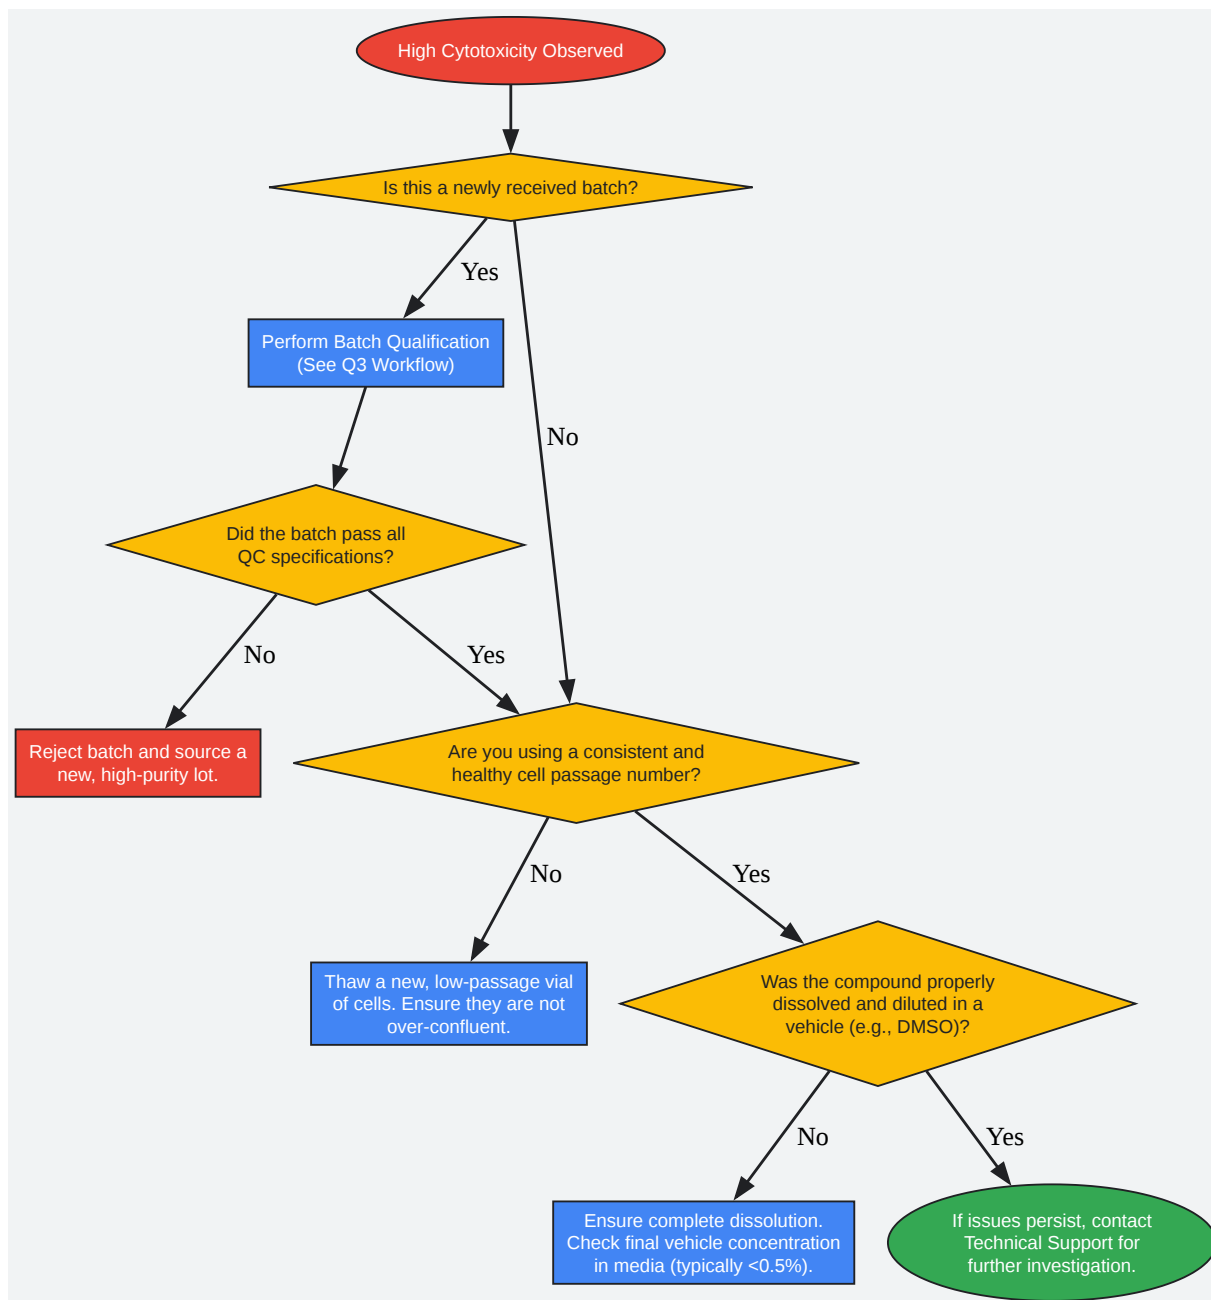 High Cytotoxicity Observed
Is this a newly received batch?
Yes
Perform Batch Qualification
(See Q3 Workflow)
No
Did the batch pass all
QC specifications?
No
Yes
Reject batch and source a
new, high-purity lot.
Are you using a consistent and
healthy cell passage number?
No
Yes
Thaw a new, low-passage vial
of cells. Ensure they are not
over-confluent.
Was the compound properly
dissolved and diluted in a
vehicle (e.g., DMSO)?
No
Yes
Ensure complete dissolution.
Check final vehicle concentration
in media (typically <0.5%).
If issues persist, contact
Technical Support for
further investigation.